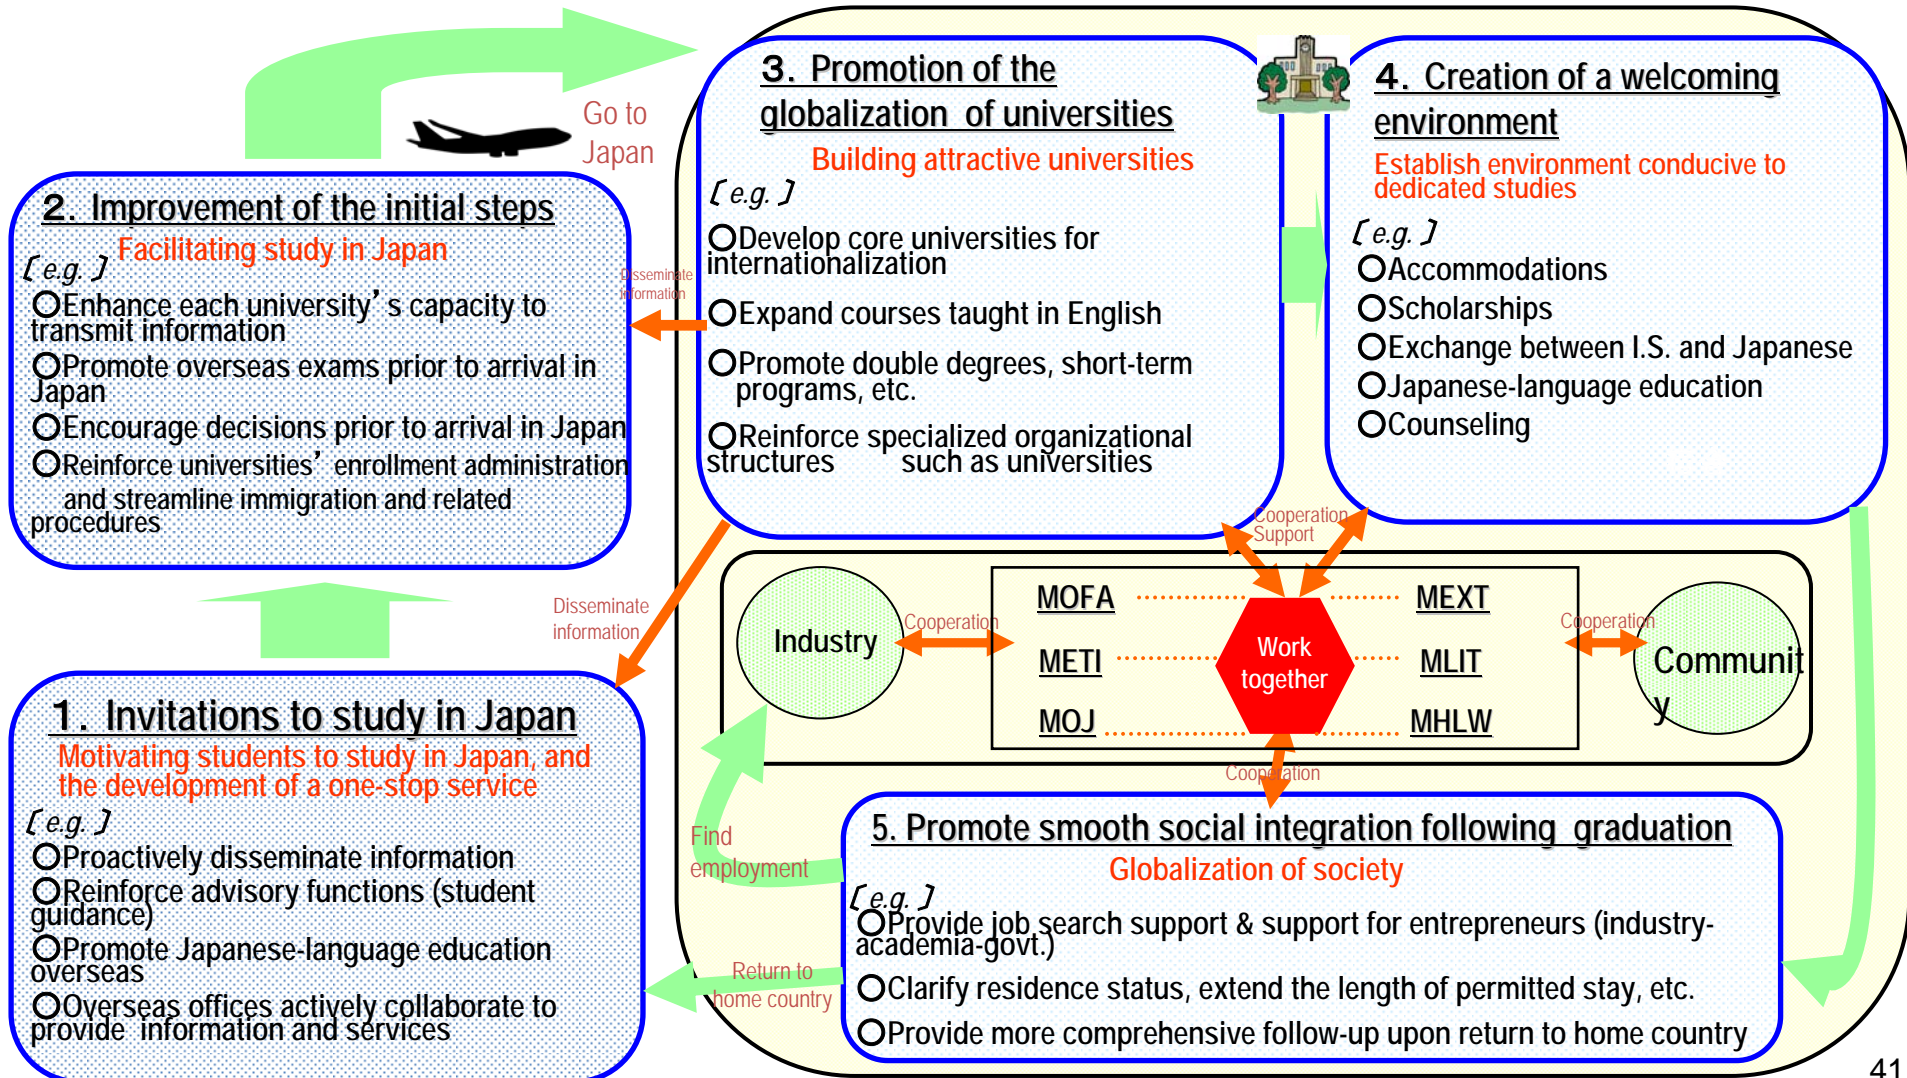 Go to
Japan
2. Improvement of the initial steps
Facilitating study in Japan
〔 e.g. 〕
○Enhance each university’s capacity to
transmit information
○Promote overseas exams prior to arrival in
Japan
○Encourage decisions prior to arrival in Japan
○Reinforce universities’ enrollment administration
and streamline immigration and related
procedures
3. Promotion of the
globalization of universities
Building attractive universities
〔 e.g. 〕
○Develop core universities for
internationalization
○Expand courses taught in English
○Promote double degrees, short-term
programs, etc.
○Reinforce specialized organizational
structures such as universities
4. Creation of a welcoming
environment
Establish environment conducive to
dedicated studies
〔 e.g. 〕
○Accommodations
○Scholarships
○Exchange between I.S. and Japanese
○Japanese-language education
○Counseling
Disseminate
information
Cooperation
Support
Disseminate
information
Industry
Cooperation
MOFA
METI
MOJ
Work
together
MEXT
MLIT
MHLW
Cooperation
Communit
y
Cooperation
1. Invitations to study in Japan
Motivating students to study in Japan, and
the development of a one-stop service
〔 e.g. 〕
○Proactively disseminate information
○Reinforce advisory functions (student
guidance)
○Promote Japanese-language education
overseas
○Overseas offices actively collaborate to
provide information and services
Find
employment
Return to
home country
5. Promote smooth social integration following graduation
Globalization of society
〔 e.g. 〕
○Provide job search support & support for entrepreneurs (industry-
academia-govt.)
○Clarify residence status, extend the length of permitted stay, etc.
○Provide more comprehensive follow-up upon return to home country
41